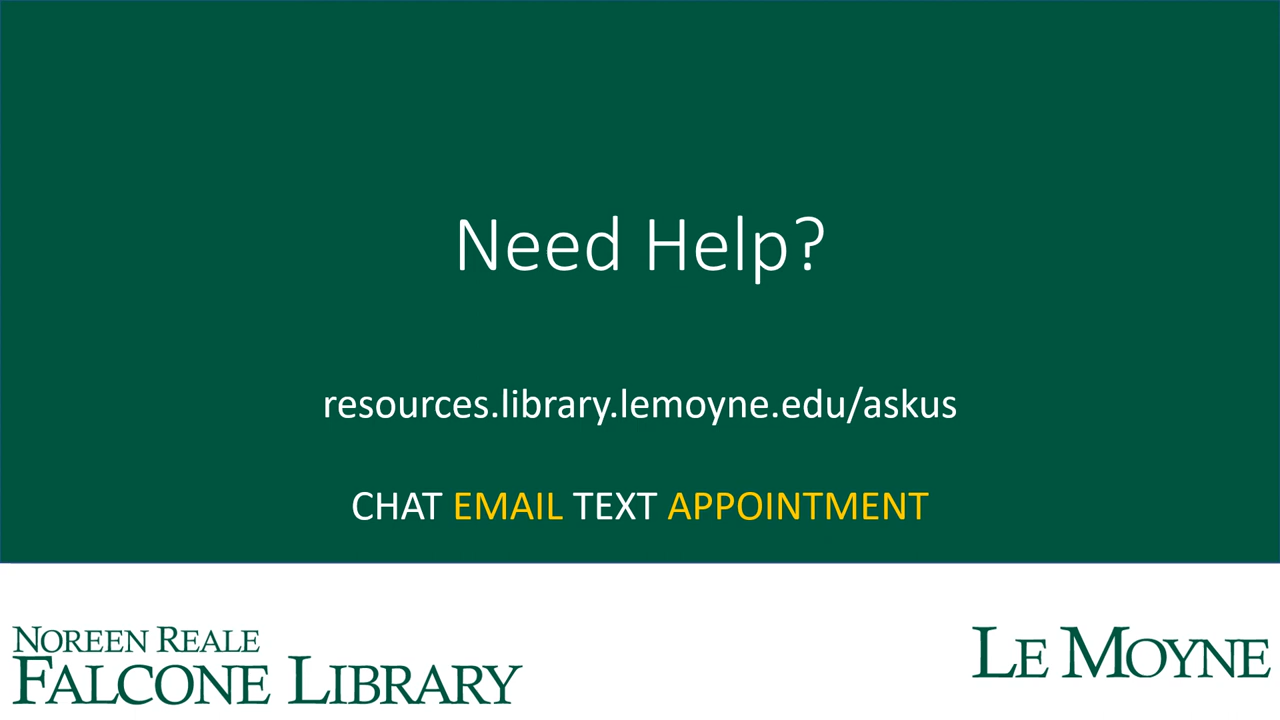 Need Help?
resources.library.lemoyne.edu/askus
CHAT EMAIL TEXT APPOINTMENT
NOREEN REALE
FALCONE LIBRARY
LE MOYNE